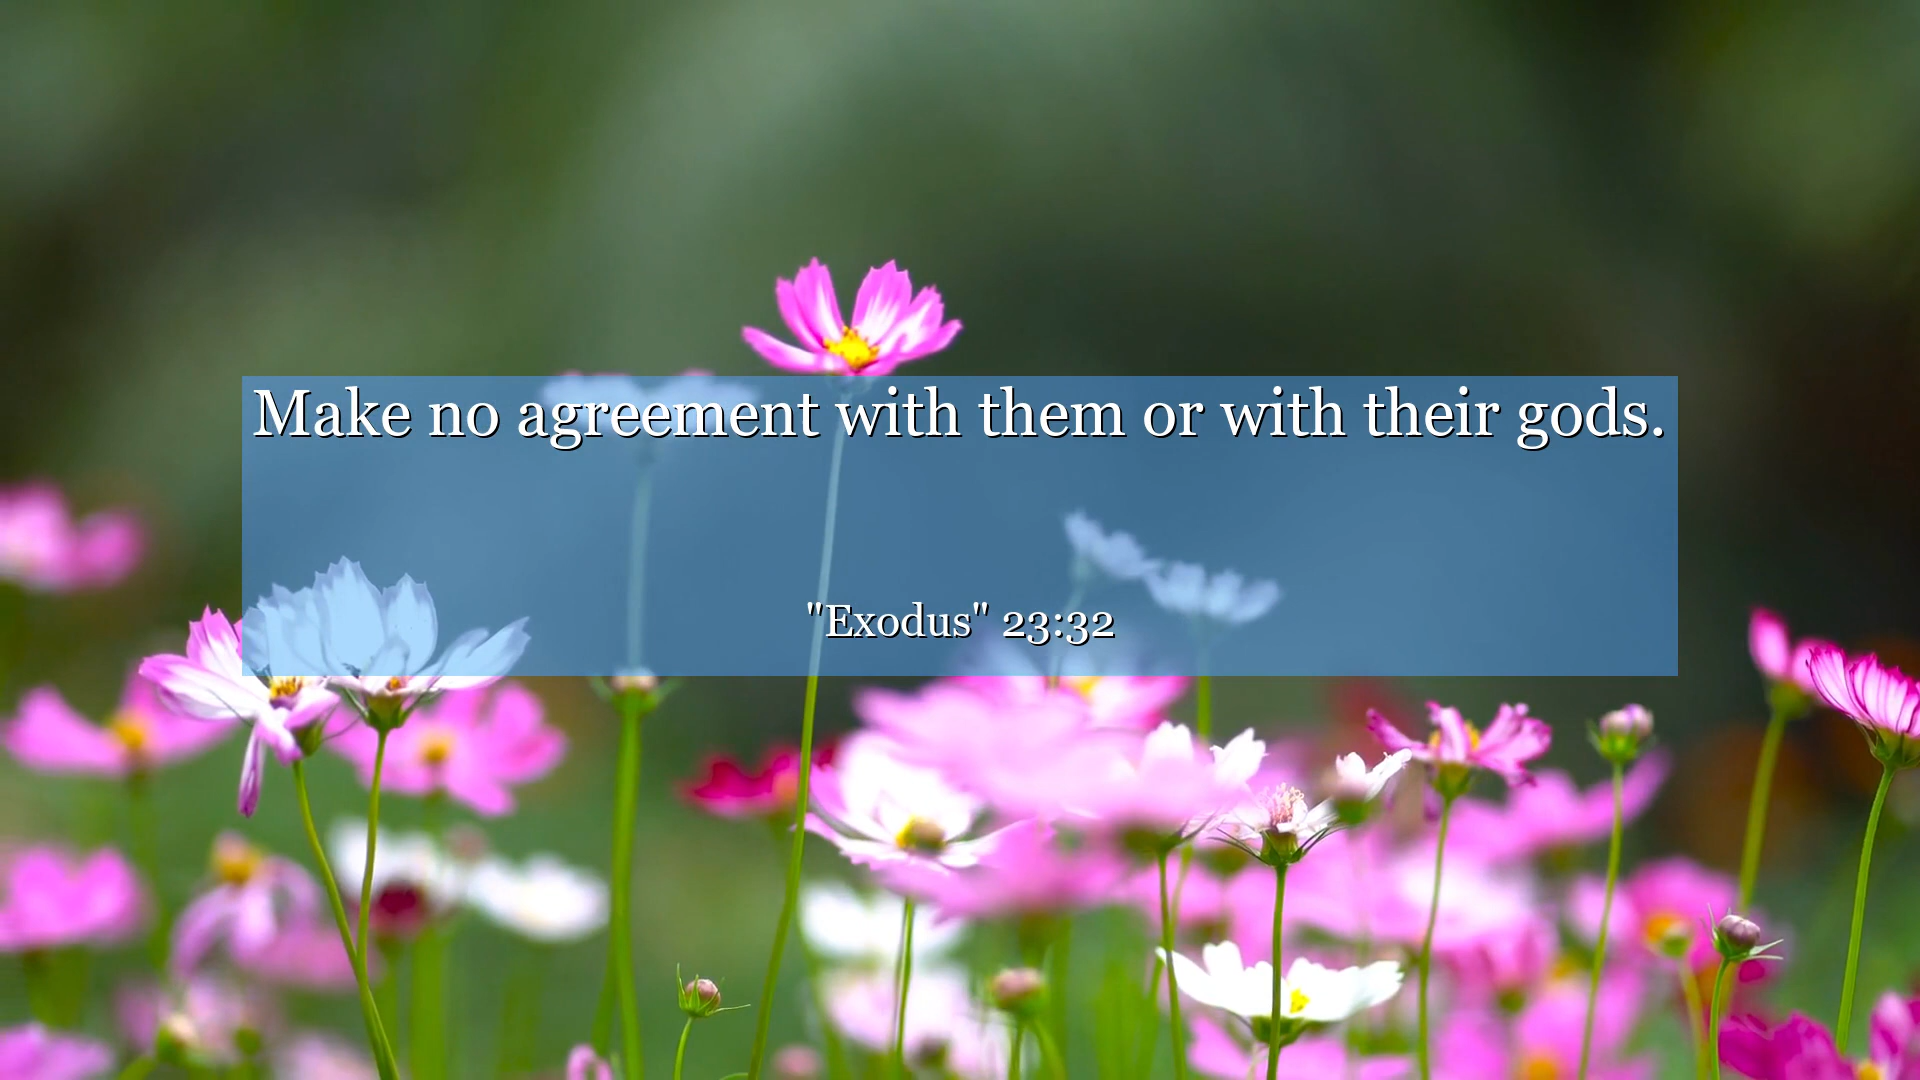 Make no agreement with them or with their gods.
"Exodus" 23:32